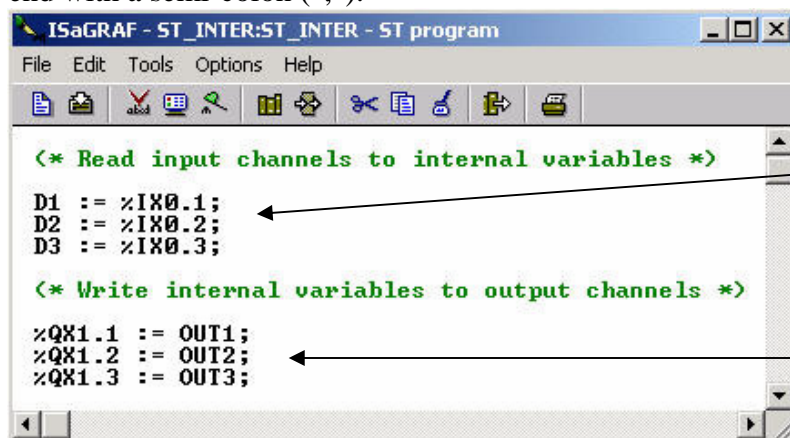 end with a semi-colon (";").
ISaGRAF - ST_INTER:ST_INTER - ST program
File Edit Tools Options Help
(* Read input channels to internal variables *)
D1 := %IX0.1;
D2 := %IX0.2;
D3 := %IX0.3;
(* Write internal variables to output channels *)
%QX1.1 := OUT1;
%QX1.2 := OUT2;
%QX1.3 := OUT3;